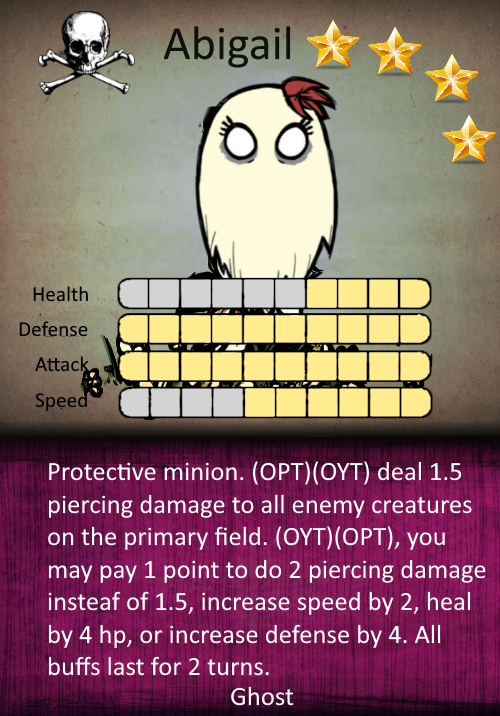 Abigail
Health
Defense
Attack
Speed
Protective minion. (OPT)(OYT) deal 1.5
piercing damage to all enemy creatures
on the primary field. (OYT)(OPT), you
may pay 1 point to do 2 piercing damage
insteaf of 1.5, increase speed by 2, heal
by 4 hp, or increase defense by 4. All
buffs last for 2 turns.
Ghost